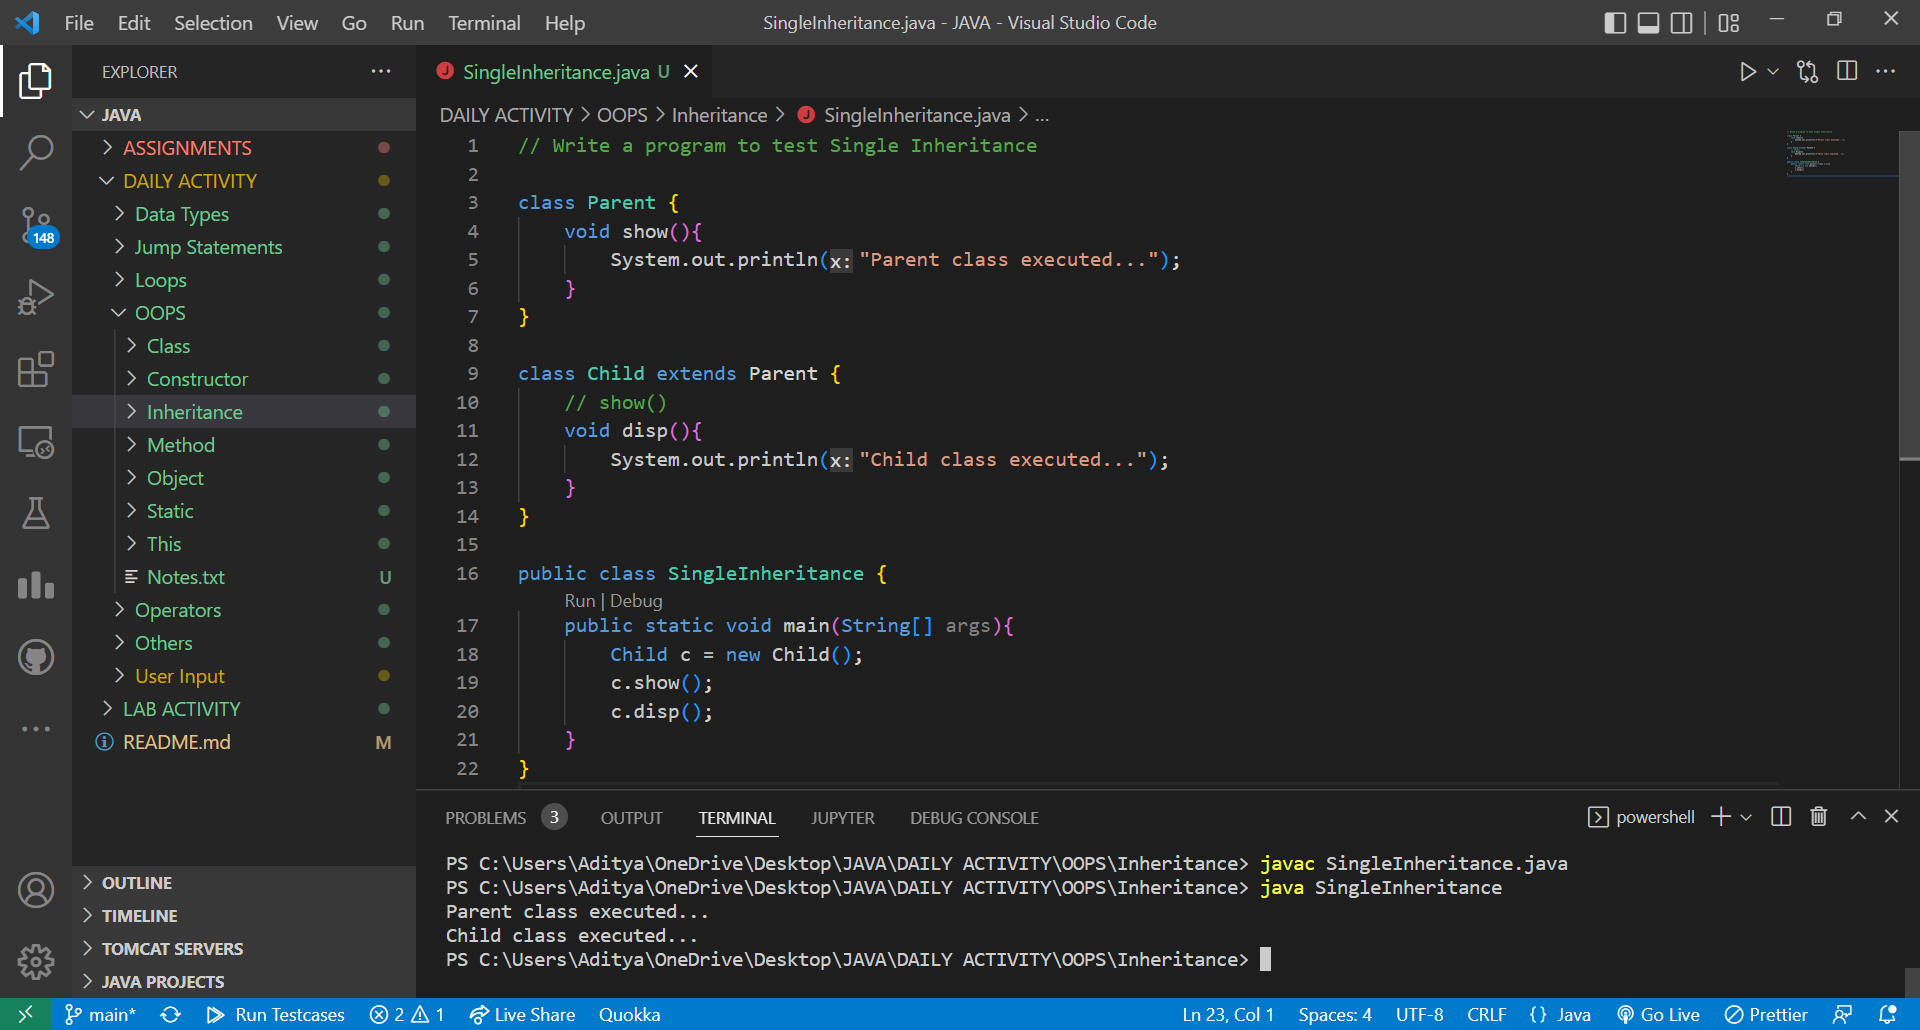 File Edit Selection View Go Run Terminal Help SingleInheritance.java - JAVA - Visual Studio Code
EXPLORER
JAVA
ASSIGNMENTS
DAILY ACTIVITY
Data Types
Jump Statements
Loops
OOPS
Class
Constructor
Inheritance
Method
Object
Static
This
Notes.txt U
Operators
Others
User Input
LAB ACTIVITY
README.md M
OUTLINE
TIMELINE
TOMCAT SERVERS
JAVA PROJECTS
148
J SingleInheritance.java U
DAILY ACTIVITY > OOPS > Inheritance > J SingleInheritance.java > ...
1 // Write a program to test Single Inheritance
2
3 class Parent {
4 void show(){
5 System.out.println(x: "Parent class executed...");
6 }
7 }
8
9 class Child extends Parent {
10 // show()
11 void disp(){
12 System.out.println(x: "Child class executed...");
13 }
14 }
15
16 public class SingleInheritance {
Run | Debug
17 public static void main(String[] args){
18 Child c = new Child();
19 c.show();
20 c.disp();
21 }
22 }
PROBLEMS 3 OUTPUT TERMINAL JUPYTER DEBUG CONSOLE powershell
PS C:\Users\Aditya\OneDrive\Desktop\JAVA\DAILY ACTIVITY\OOPS\Inheritance> javac SingleInheritance.java
PS C:\Users\Aditya\OneDrive\Desktop\JAVA\DAILY ACTIVITY\OOPS\Inheritance> java SingleInheritance
Parent class executed...
Child class executed...
PS C:\Users\Aditya\OneDrive\Desktop\JAVA\DAILY ACTIVITY\OOPS\Inheritance>
main* Run Testcases 2 1 Live Share Quokka Ln 23, Col 1 Spaces: 4 UTF-8 CRLF {} Java Go Live Prettier